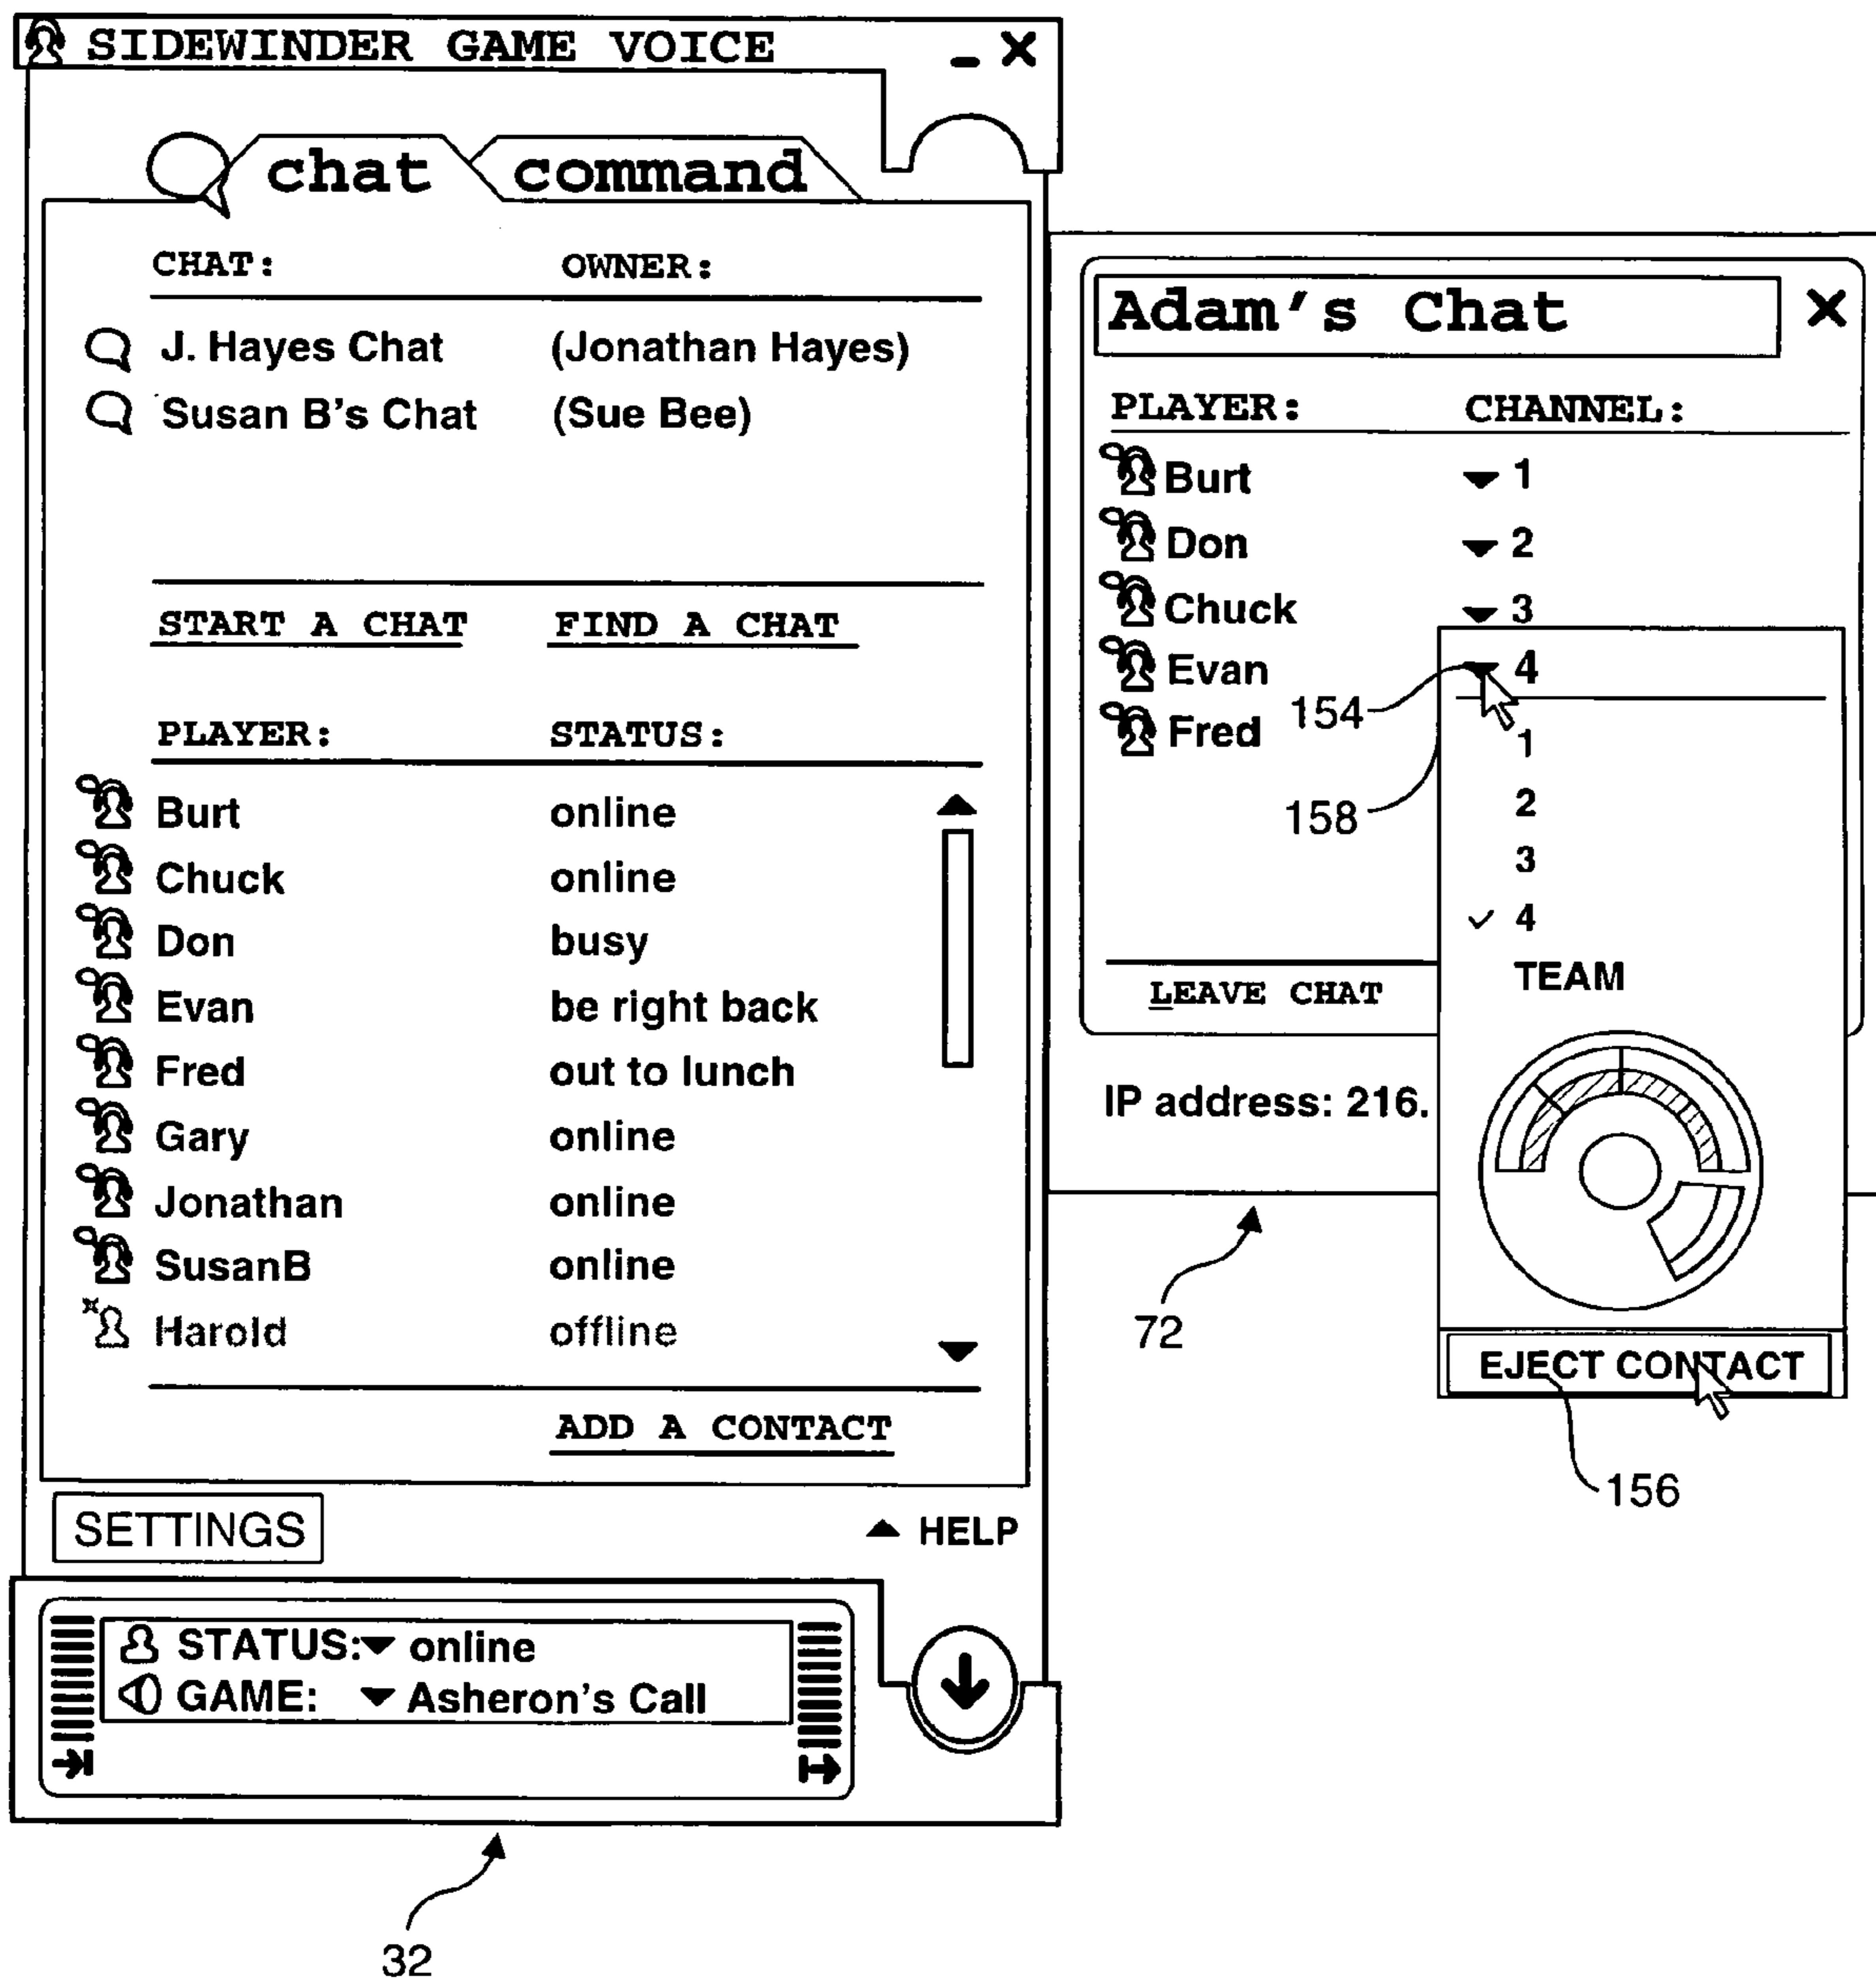 SIDEWINDER GAME VOICE
chat command
CHAT: OWNER:
J. Hayes Chat (Jonathan Hayes)
Susan B's Chat (Sue Bee)
START A CHAT FIND A CHAT
PLAYER: STATUS:
Burt online
Chuck online
Don busy
Evan be right back
Fred out to lunch
Gary online
Jonathan online
SusanB online
Harold offline
ADD A CONTACT
SETTINGS HELP
STATUS: online
GAME: Asheron's Call
32
Adam's Chat X
PLAYER: CHANNEL:
Burt 1
Don 2
Chuck 3
Evan 4
Fred
154
158
1
2
3
4
TEAM
LEAVE CHAT
IP address: 216.
72
EJECT CONTACT
156